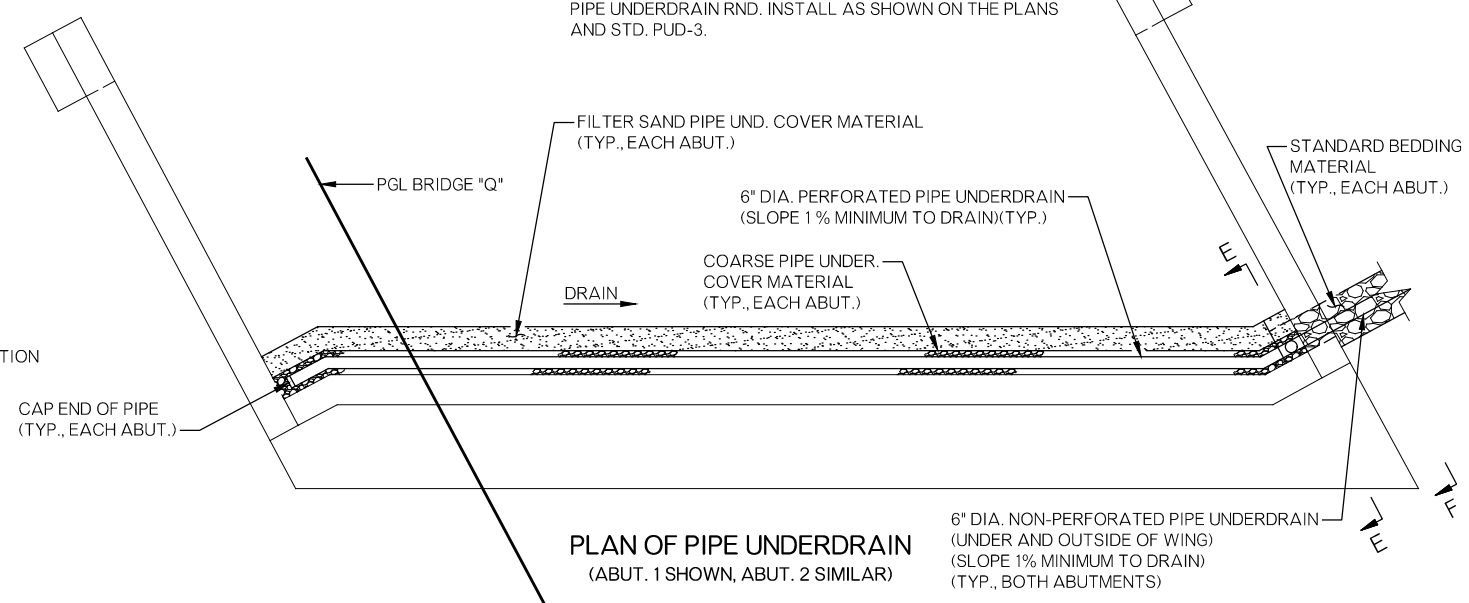 PIPE UNDERDRAIN RND. INSTALL AS SHOWN ON THE PLANS
AND STD. PUD-3.
FILTER SAND PIPE UND. COVER MATERIAL
(TYP., EACH ABUT.)
STANDARD BEDDING
MATERIAL
(TYP., EACH ABUT.)
PGL BRIDGE "Q"
6" DIA. PERFORATED PIPE UNDERDRAIN
(SLOPE 1% MINIMUM TO DRAIN)(TYP.)
COARSE PIPE UNDER.
COVER MATERIAL
(TYP., EACH ABUT.)
E
DRAIN
TION
CAP END OF PIPE
(TYP., EACH ABUT.)
F
E
6" DIA. NON-PERFORATED PIPE UNDERDRAIN
(UNDER AND OUTSIDE OF WING)
(SLOPE 1% MINIMUM TO DRAIN)
(TYP., BOTH ABUTMENTS)
PLAN OF PIPE UNDERDRAIN
(ABUT. 1 SHOWN, ABUT. 2 SIMILAR)